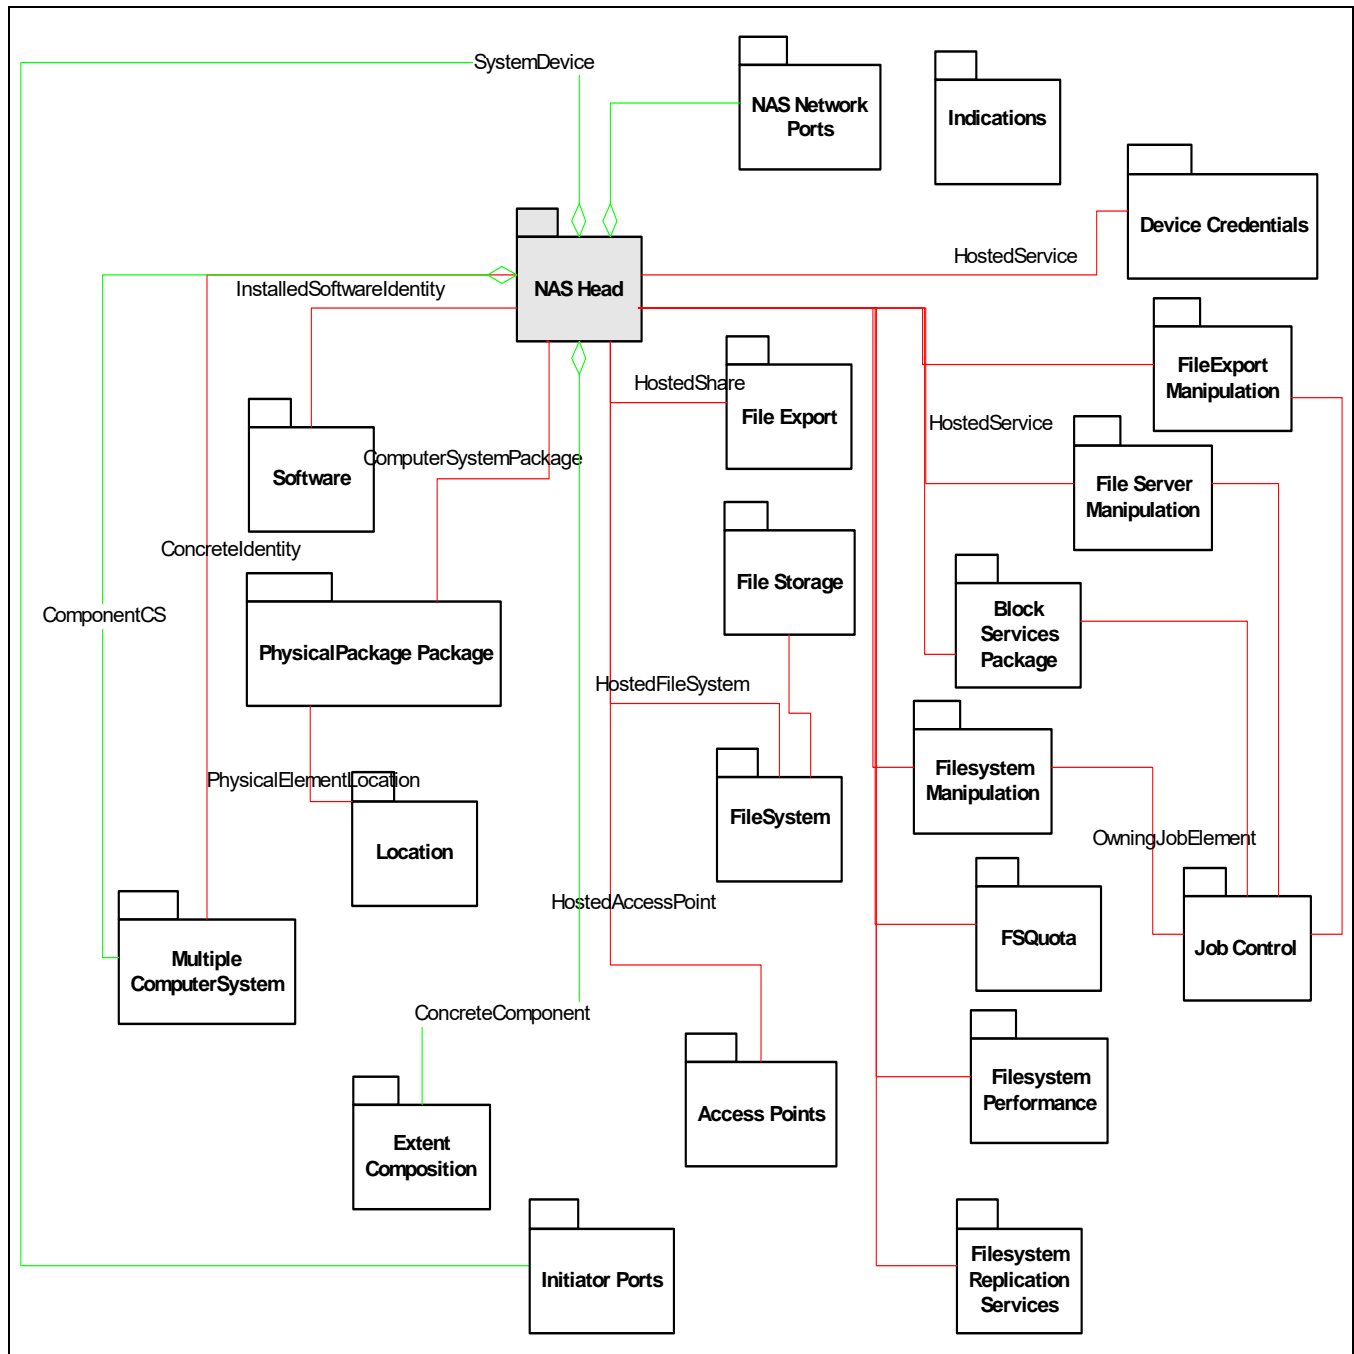 SystemDevice
NAS Network
Ports
Indications
Device Credentials
HostedService
NAS Head
InstalledSoftwareIdentity
FileExport
Manipulation
HostedShare
File Export
HostedService
ComputerSystemPackage
Software
File Server
Manipulation
ConcreteIdentity
File Storage
ComponentCS
Block
Services
Package
PhysicalPackage Package
HostedFileSystem
PhysicalElementLocation
Filesystem
Manipulation
FileSystem
OwningJobElement
Location
HostedAccessPoint
FSQuota
Job Control
Multiple
ComputerSystem
ConcreteComponent
Filesystem
Performance
Access Points
Extent
Composition
Initiator Ports
Filesystem
Replication
Services